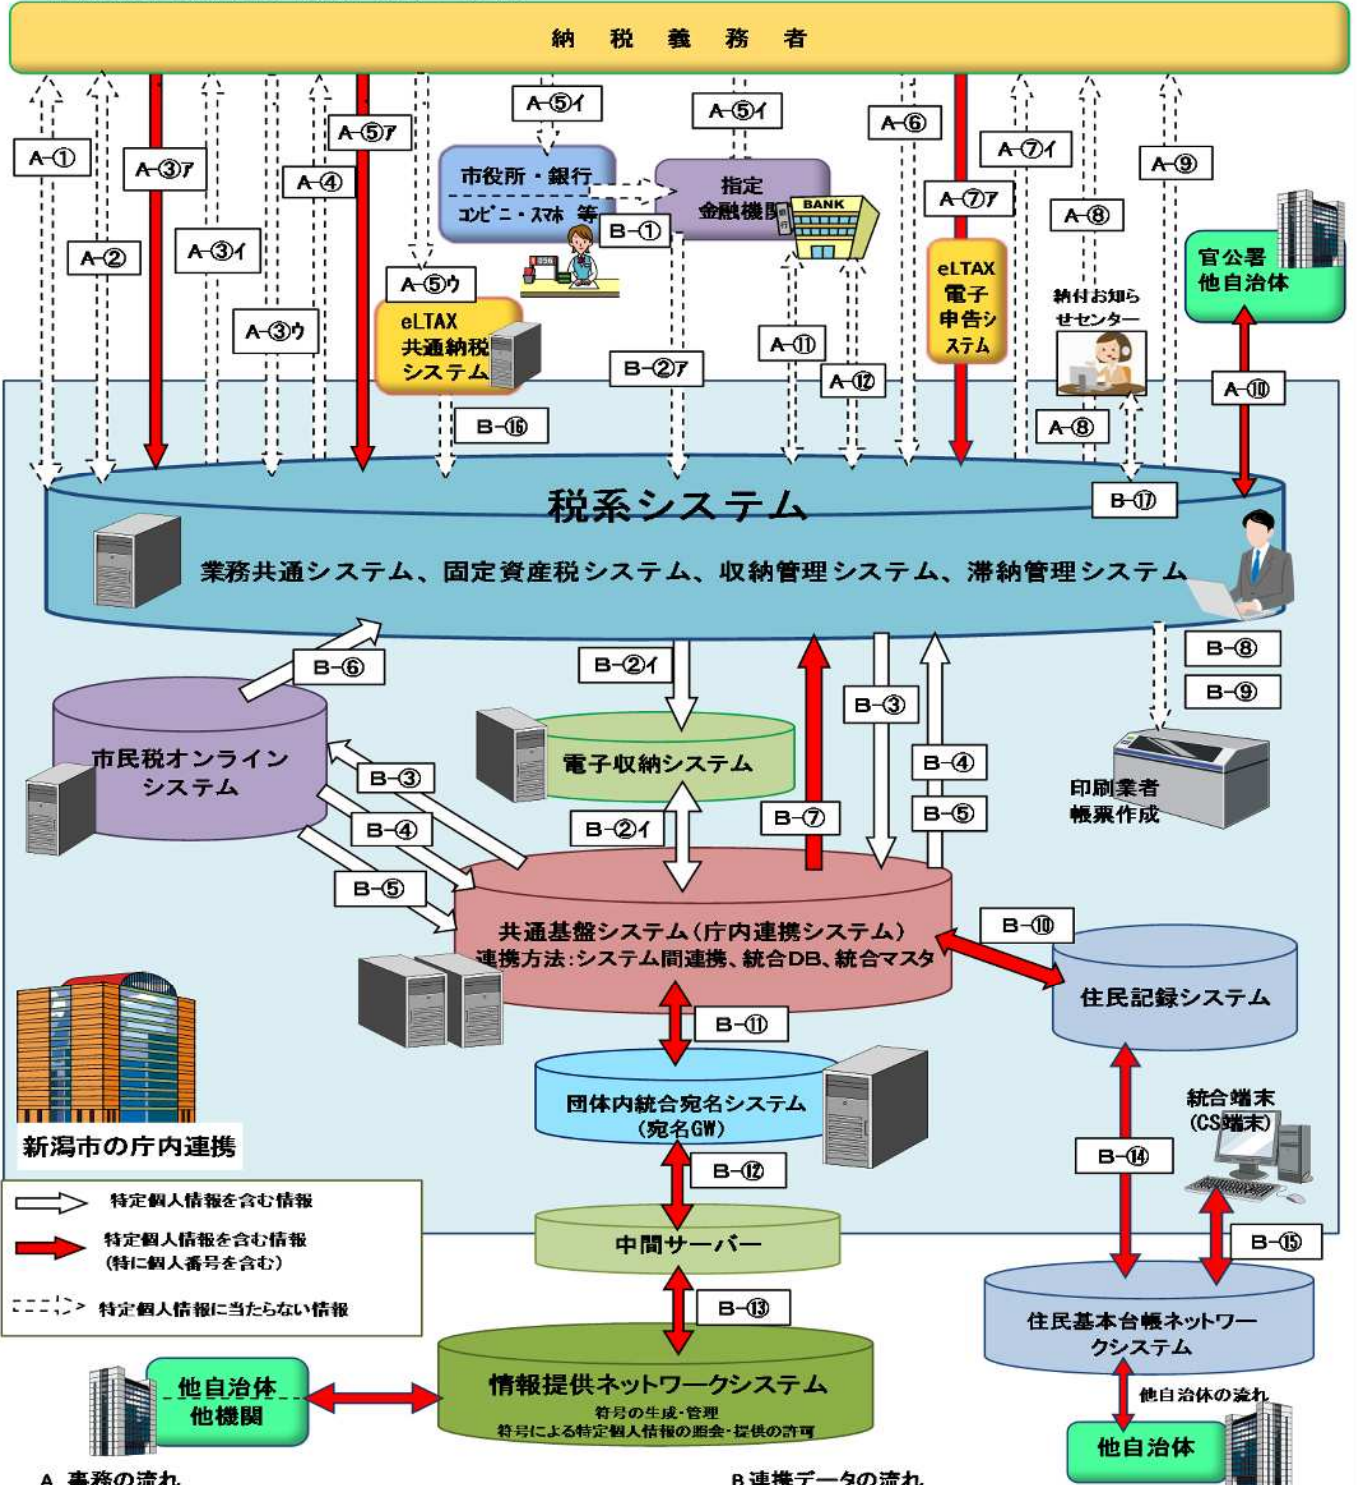 納 税 義 務 者
A-①
A-②
A-③ア
A-③イ
A-③ウ
A-④
A-⑤ア
A-⑤ウ
A-⑤イ
A-⑤イ
市役所・銀行
コンビニ・スマホ 等
B-①
指定
金融機関
銀行
BANK
A-⑥
A-⑦ア
A-⑦イ
A-⑧
A-⑨
eLTAX
共通納税
システム
B-⑯
B-②ア
A-⑪
A-⑫
eLTAX
電子
申告シ
ステム
納付お知ら
せセンター
A-⑧
B-⑰
官公署
他自治体
A-⑩
税系システム
業務共通システム、固定資産税システム、収納管理システム、滞納管理システム
B-⑥
B-②イ
B-③
B-⑧
B-⑨
市民税オンライン
システム
電子収納システム
B-③
B-④
B-⑤
B-②イ
B-⑦
B-④
B-⑤
印刷業者
帳票作成
共通基盤システム(庁内連携システム)
連携方法:システム間連携、統合DB、統合マスタ
B-⑩
住民記録システム
B-⑪
団体内統合宛名システム
(宛名GW)
新潟市の庁内連携
統合端末
(CS端末)
B-⑫
B-⑭
B-⑮
特定個人情報を含む情報
特定個人情報を含む情報
(特に個人番号を含む)
特定個人情報に当たらない情報
中間サーバー
B-⑬
住民基本台帳ネットワー
クシステム
情報提供ネットワークシステム
符号の生成・管理
符号による特定個人情報の照会・提供の許可
他自治体
他機関
他自治体の流れ
他自治体
A 事務の流れ
B 連携データの流れ